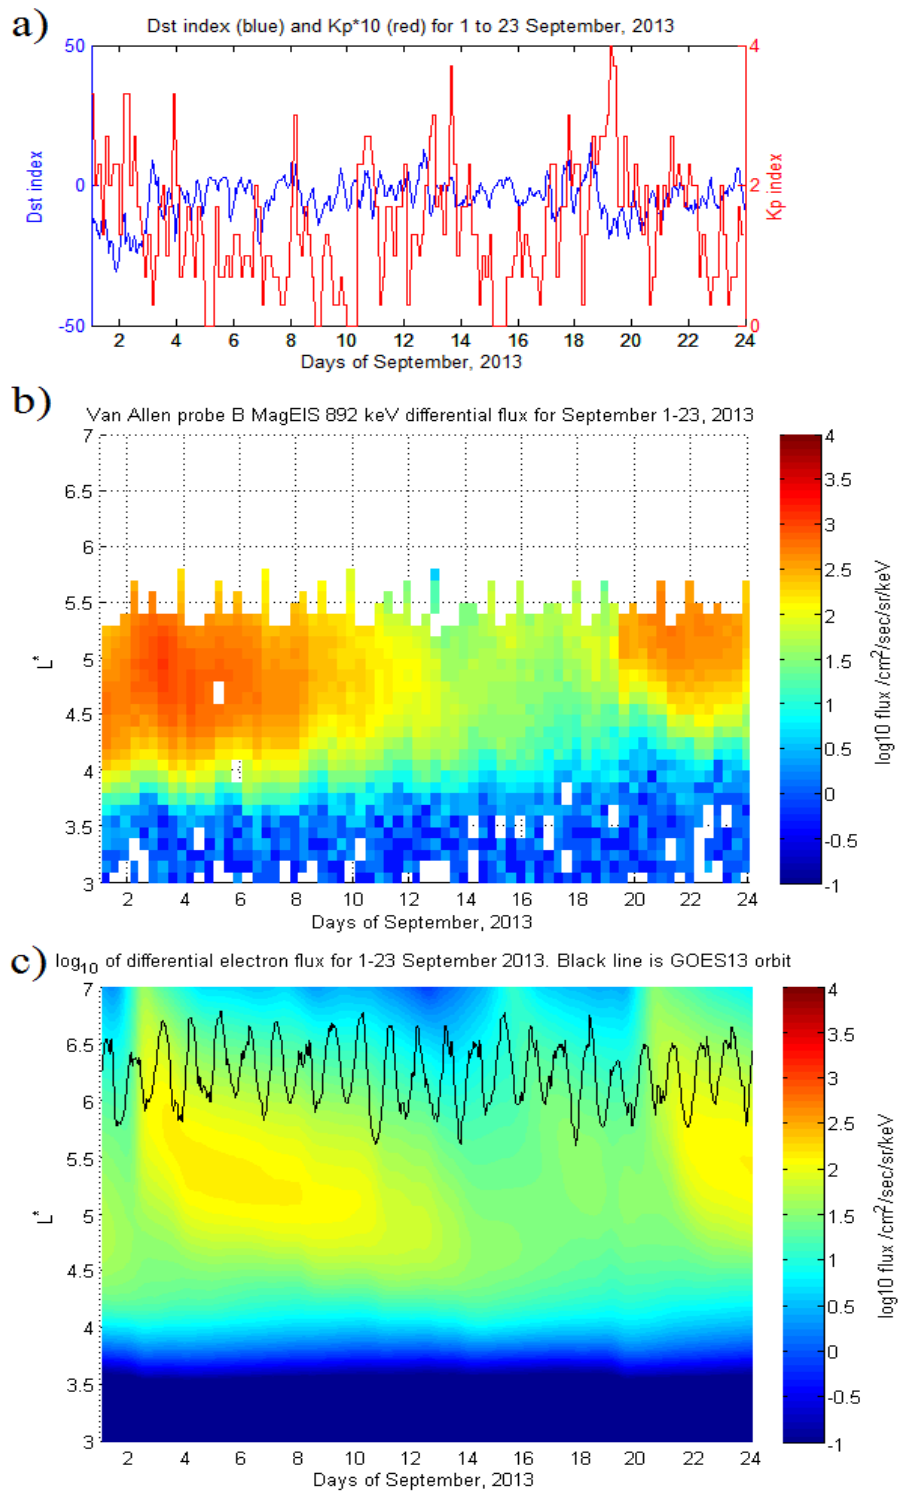 a)
Dst index (blue) and Kp*10 (red) for 1 to 23 September, 2013
50
0
-50
Dst index
4
2
0
Kp index
2 4 6 8 10 12 14 16 18 20 22 24
Days of September, 2013
b)
Van Allen probe B MagEIS 892 keV differential flux for September 1-23, 2013
7
6.5
6
5.5
5
4.5
4
3.5
3
L*
2 4 6 8 10 12 14 16 18 20 22 24
Days of September, 2013
4
3.5
3
2.5
2
1.5
1
0.5
0
-0.5
-1
log10 flux /cm2/sec/sr/keV
c)
log10 of differential electron flux for 1-23 September 2013. Black line is GOES13 orbit
7
6.5
6
5.5
5
4.5
4
3.5
3
L*
2 4 6 8 10 12 14 16 18 20 22 24
Days of September, 2013
4
3.5
3
2.5
2
1.5
1
0.5
0
-0.5
-1
log10 flux /cm2/sec/sr/keV